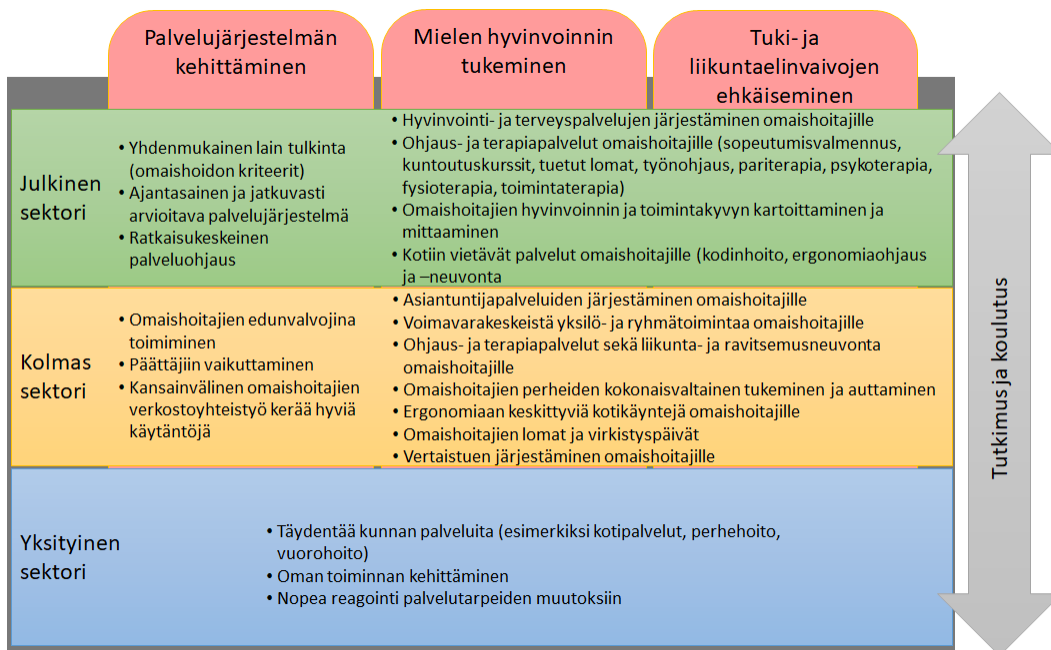 Palvelujärjestelmän
kehittäminen
Mielen hyvinvoinnin
tukeminen
Tuki- ja
liikuntaelinvaivojen
ehkäiseminen
Julkinen
sektori
• Yhdenmukainen lain tulkinta
(omaishoidon kriteerit)
• Ajantasainen ja jatkuvasti
arvioitava palvelujärjestelmä
• Ratkaisukeskeinen
palveluohjaus
• Hyvinvointi- ja terveyspalvelujen järjestäminen omaishoitajille
• Ohjaus- ja terapiapalvelut omaishoitajille (sopeutumisvalmennus,
kuntoutuskurssit, tuetut lomat, työnohjaus, pariterapia, psykoterapia,
fysioterapia, toimintaterapia)
• Omaishoitajien hyvinvoinnin ja toimintakyvyn kartoittaminen ja
mittaaminen
• Kotiin vietävät palvelut omaishoitajille (kodinhoito, ergonomiaohjaus
ja –neuvonta
Kolmas
sektori
• Omaishoitajien edunvalvojina
toimiminen
• Päättäjiin vaikuttaminen
• Kansainvälinen omaishoitajien
verkostoyhteistyö kerää hyviä
käytäntöjä
• Asiantuntijapalveluiden järjestäminen omaishoitajille
• Voimavarakeskeistä yksilö- ja ryhmätoimintaa omaishoitajille
• Ohjaus- ja terapiapalvelut sekä liikunta- ja ravitsemusneuvonta
omaishoitajille
• Omaishoitajien perheiden kokonaisvaltainen tukeminen ja auttaminen
• Ergonomiaan keskittyviä kotikäyntejä omaishoitajille
• Omaishoitajien lomat ja virkistyspäivät
• Vertaistuen järjestäminen omaishoitajille
Yksityinen
sektori
• Täydentää kunnan palveluita (esimerkiksi kotipalvelut, perhehoito,
vuorohoito)
• Oman toiminnan kehittäminen
• Nopea reagointi palvelutarpeiden muutoksiin
Tutkimus ja koulutus